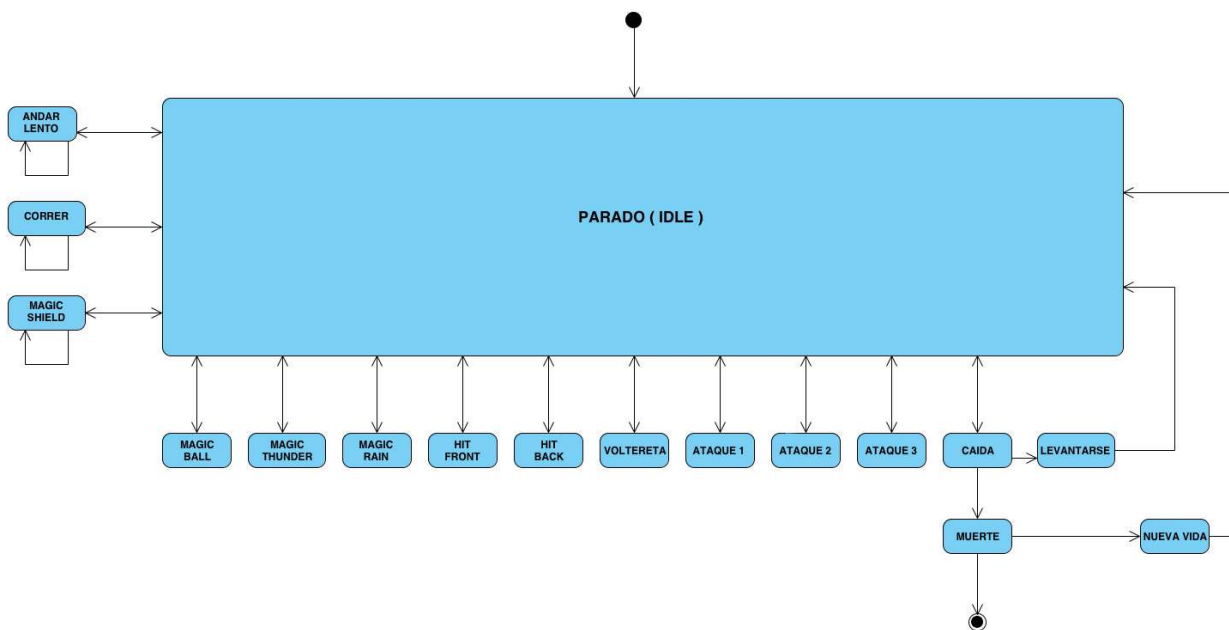 ANDAR
LENTO
CORRER
PARADO ( IDLE )
MAGIC
SHIELD
MAGIC
BALL
MAGIC
THUNDER
MAGIC
RAIN
HIT
FRONT
HIT
BACK
VOLTERETA
ATAQUE 1
ATAQUE 2
ATAQUE 3
CAIDA
LEVANTARSE
MUERTE
NUEVA VIDA